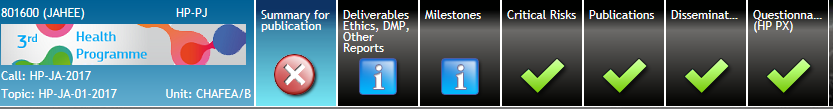 801600 (JAHEE) HP-PJ
3rd Health
Programme
Call: HP-JA-2017
Topic: HP-JA-01-2017 Unit: CHAFEA/B
Summary for
publication
Deliverables
Ethics, DMP,
Other
Reports
Milestones
Critical Risks
Publications
Disseminat...
Questionna...
(HP PX)